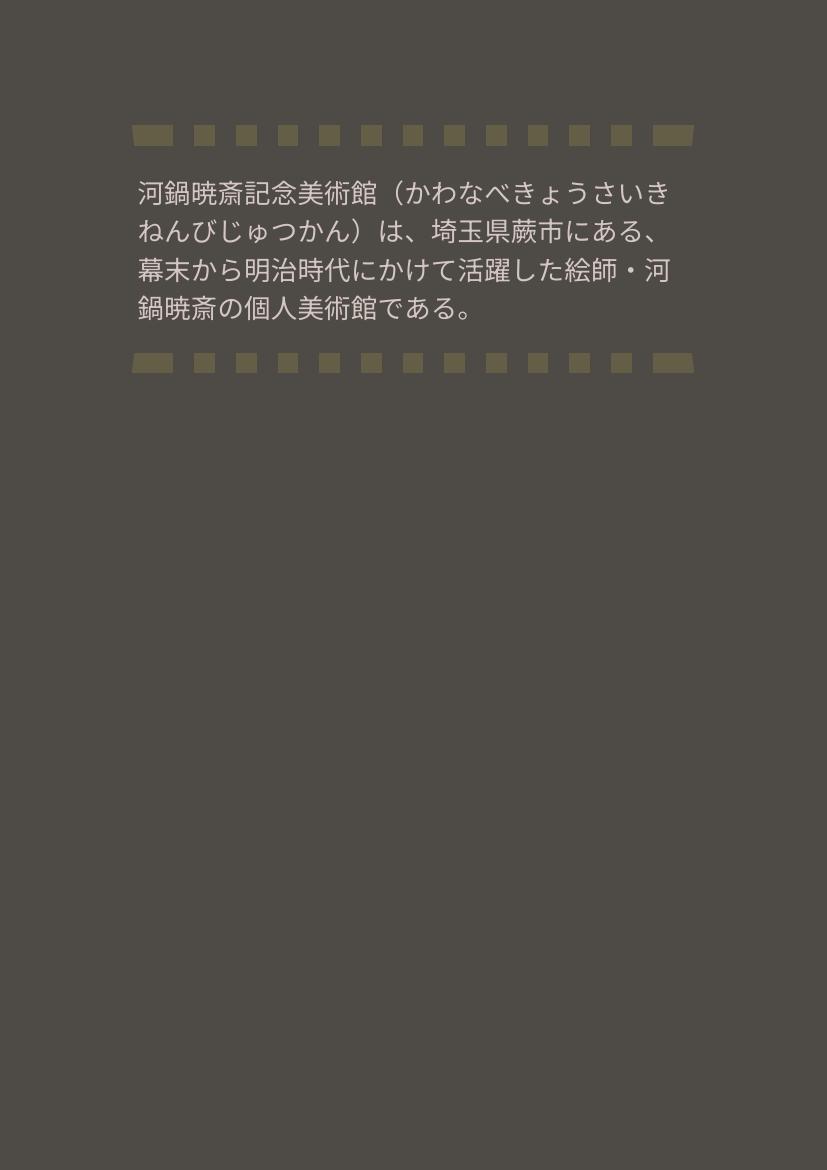 河鍋暁斎記念美術館（かわなべきょうさいき
ねんびじゅつかん）は、埼玉県蕨市にある、
幕末から明治時代にかけて活躍した絵師・河
鍋暁斎の個人美術館である。